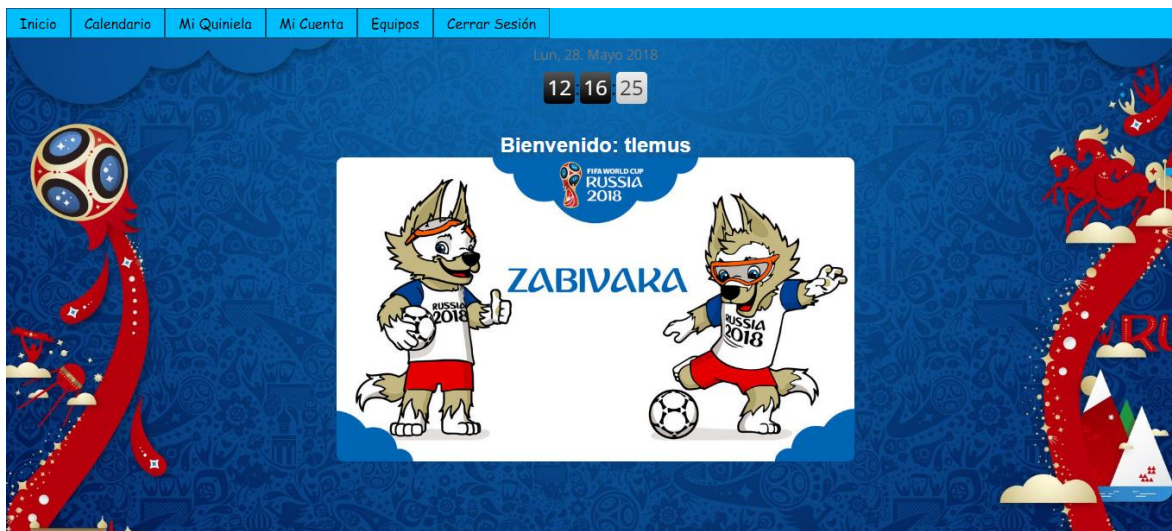 Inicio Calendario Mi Quiniela Mi Cuenta Equipos Cerrar Sesión
Lun, 28. Mayo 2018
12:16:25
Bienvenido: tlemus
FIFA WORLD CUP
RUSSIA
2018
ZABIVAKA
RUSSIA
2018
RUSSIA
2018
RU